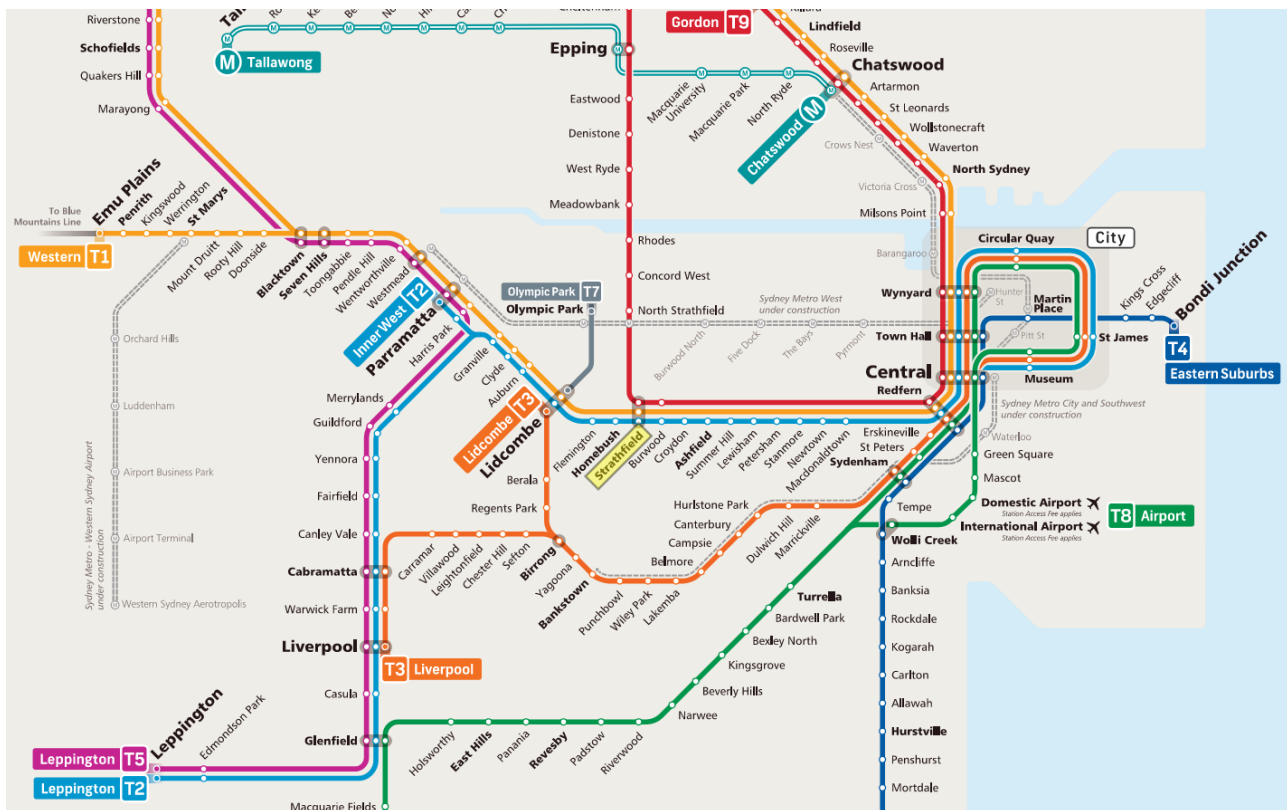 Riverstone
Schofields
Quakers Hill
Marayong
M Tallawong
Epping
Eastwood
Denistone
West Ryde
Meadowbank
Rhodes
Concord West
North Strathfield
Gordon T9
Lindfield
Roseville
Chatswood
Artarmon
St Leonards
Wollstonecraft
Waverton
North Sydney
Macquarie
University
Macquarie Park
North Ryde
Chatswood M
Crows Nest
Victoria Cross
Milsons Point
Barangaroo
To Blue
Mountains Line
Western T1
Emu Plains
Penrith
Kingswood
Werrington
St Marys
Mount Druitt
Rooty Hill
Doonside
Blacktown
Seven Hills
Toongabbie
Pendle Hill
Wentworthville
Westmead
Inner West T2
Parramatta
Harris Park
Granville
Clyde
Auburn
Lidcombe T3
Lidcombe
Olympic Park T7
Olympic Park
Sydney Metro West
under construction
Burwood North
Five Dock
The Bays
Pyrmont
Circular Quay
City
Wynyard
Hunter
St
Martin
Place
Town Hall
Pitt St
St James
Central
Museum
Redfern
Kings Cross
Edgecliff
Bondi Junction
T4
Eastern Suburbs
Sydney Metro City and Southwest
under construction
Waterloo
Green Square
Mascot
Domestic Airport
Station Access Fee applies
International Airport
Station Access Fee applies
T8 Airport
Flemington
Homebush
Strathfield
Burwood
Croydon
Ashfield
Summer Hill
Lewisham
Petersham
Stanmore
Newtown
Macdonaldtown
Erskineville
St Peters
Sydenham
Tempe
Wolli Creek
Arncliffe
Banksia
Rockdale
Kogarah
Carlton
Allawah
Hurstville
Penshurst
Mortdale
Orchard Hills
Luddenham
Airport Business Park
Airport Terminal
Western Sydney Aerotropolis
Sydney Metro - Western Sydney Airport
under construction
Merrylands
Guildford
Yennora
Fairfield
Canley Vale
Cabramatta
Warwick Farm
Liverpool
T3 Liverpool
Casula
Glenfield
Macquarie Fields
Berala
Regents Park
Carramar
Villawood
Leightonfield
Chester Hill
Sefton
Birrong
Yagoona
Bankstown
Punchbowl
Wiley Park
Lakemba
Belmore
Campsie
Canterbury
Hurlstone Park
Dulwich Hill
Marrickville
Turrella
Bardwell Park
Bexley North
Kingsgrove
Beverly Hills
Narwee
Riverwood
Padstow
Revesby
Panania
East Hills
Holsworthy
Leppington
Edmondson Park
Leppington T5
Leppington T2